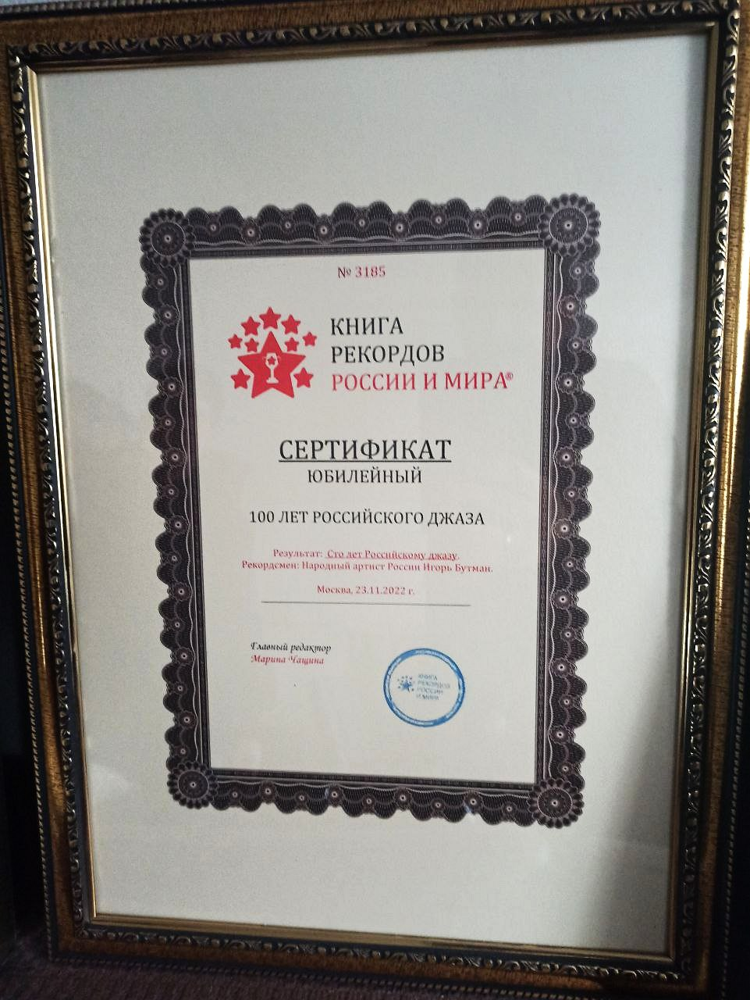 № 3185
КНИГА
РЕКОРДОВ
РОССИИ И МИРА®
СЕРТИФИКАТ
ЮБИЛЕЙНЫЙ
100 ЛЕТ РОССИЙСКОГО ДЖАЗА
Результат: Сто лет Российскому джазу.
Рекордсмен: Народный артист России Игорь Бутман.
Москва, 23.11.2022 г.
Главный редактор
Марина Чащина
КНИГА
РЕКОРДОВ
РОССИИ
И МИРА